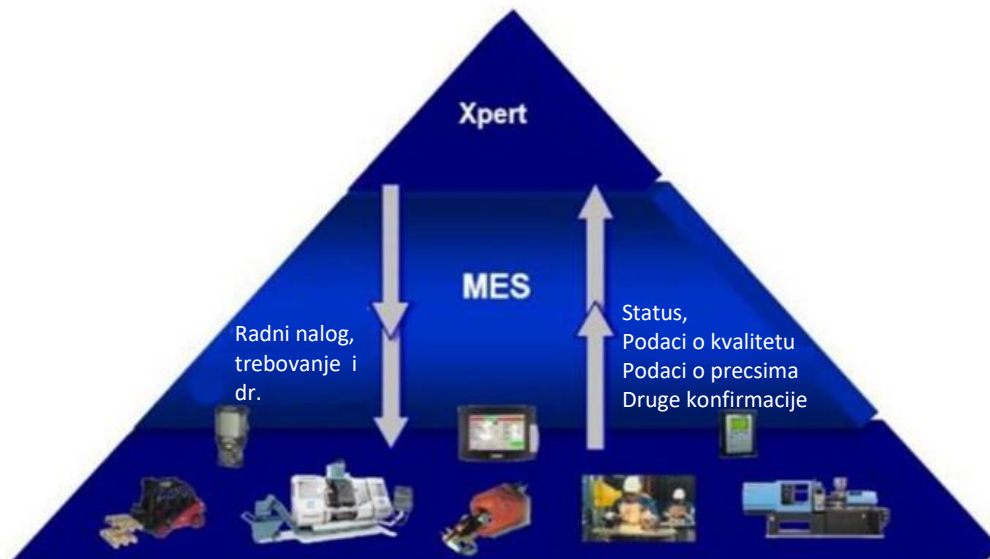 Xpert
MES
Radni nalog,
trebovanje i
dr.
Status,
Podaci o kvalitetu
Podaci o precsima
Druge konfirmacije